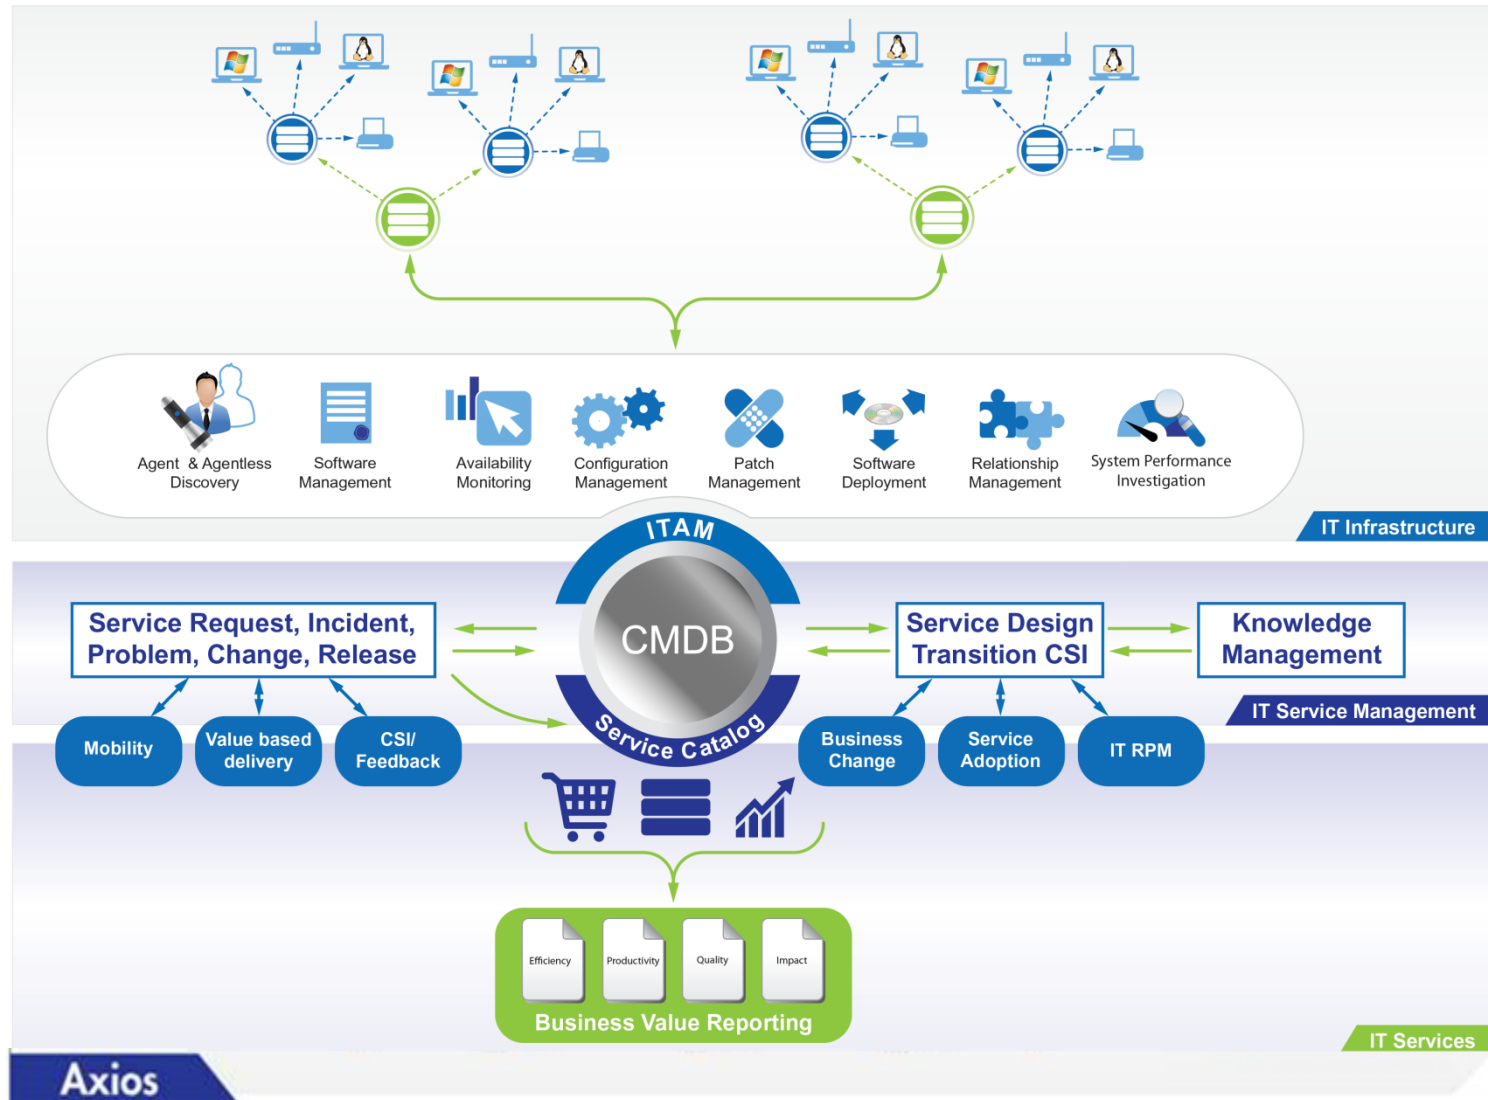 Agent & Agentless
Discovery
Software
Management
Availability
Monitoring
Configuration
Management
Patch
Management
Software
Deployment
Relationship
Management
System Performance
Investigation
IT Infrastructure
ITAM
CMDB
Service Catalog
Service Request, Incident,
Problem, Change, Release
Service Design
Transition CSI
Knowledge
Management
IT Service Management
Mobility
Value based
delivery
CSI/
Feedback
Business
Change
Service
Adoption
IT RPM
Efficiency
Productivity
Quality
Impact
Business Value Reporting
IT Services
Axios